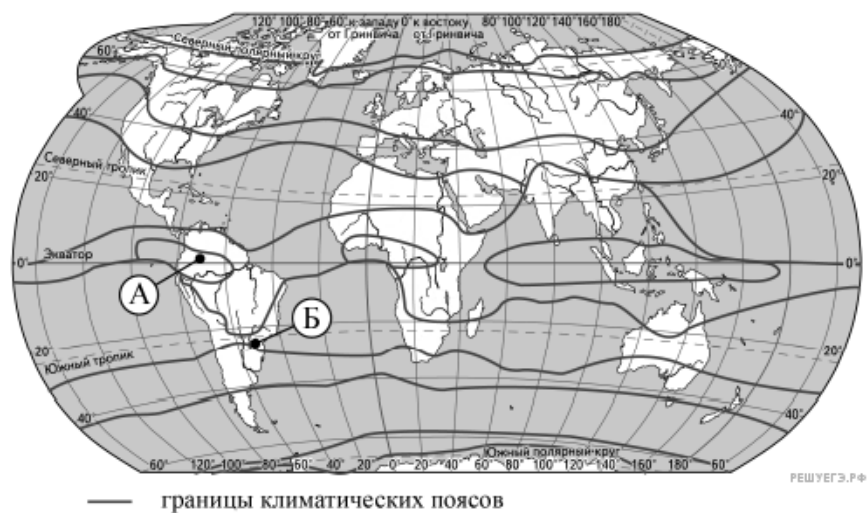 120° 100° 80° 60° к западу 0° к востоку 80° 100° 120° 140° 160° 180°
от Гринвича от Гринвича
Северный полярный круг
60° 60°
40° 40°
Северный тропик
20° 20°
Экватор
0° 0°
А
Б
20 20°
Южный тропик
40° 40°
Южный полярный круг
60° 120° 100° 80° 60° 40° 20° 0° 20° 40° 60° 80° 100° 120° 140° 160° 180° 60°
РЕШУЕГЭ.РФ
границы климатических поясов